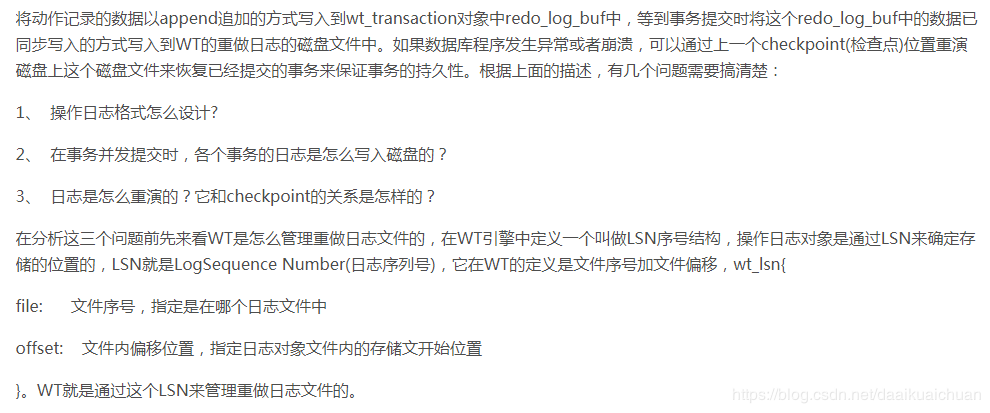 将动作记录的数据以append追加的方式写入到wt_transaction对象中redo_log_buf中，等到事务提交时将这个redo_log_buf中的数据已
同步写入的方式写入到WT的重做日志的磁盘文件中。如果数据库程序发生异常或者崩溃，可以通过上一个checkpoint(检查点)位置重演
磁盘上这个磁盘文件来恢复已经提交的事务来保证事务的持久性。根据上面的描述，有几个问题需要搞清楚：
1、 操作日志格式怎么设计?
2、 在事务并发提交时，各个事务的日志是怎么写入磁盘的？
3、 日志是怎么重演的？它和checkpoint的关系是怎样的？
在分析这三个问题前先来看WT是怎么管理重做日志文件的，在WT引擎中定义一个叫做LSN序号结构，操作日志对象是通过LSN来确定存
储的位置的，LSN就是LogSequence Number(日志序列号)，它在WT的定义是文件序号加文件偏移，wt_lsn{
file: 文件序号，指定是在哪个日志文件中
offset: 文件内偏移位置，指定日志对象文件内的存储文开始位置
}。WT就是通过这个LSN来管理重做日志文件的。
https://blog.csdn.net/daaikuaichuan